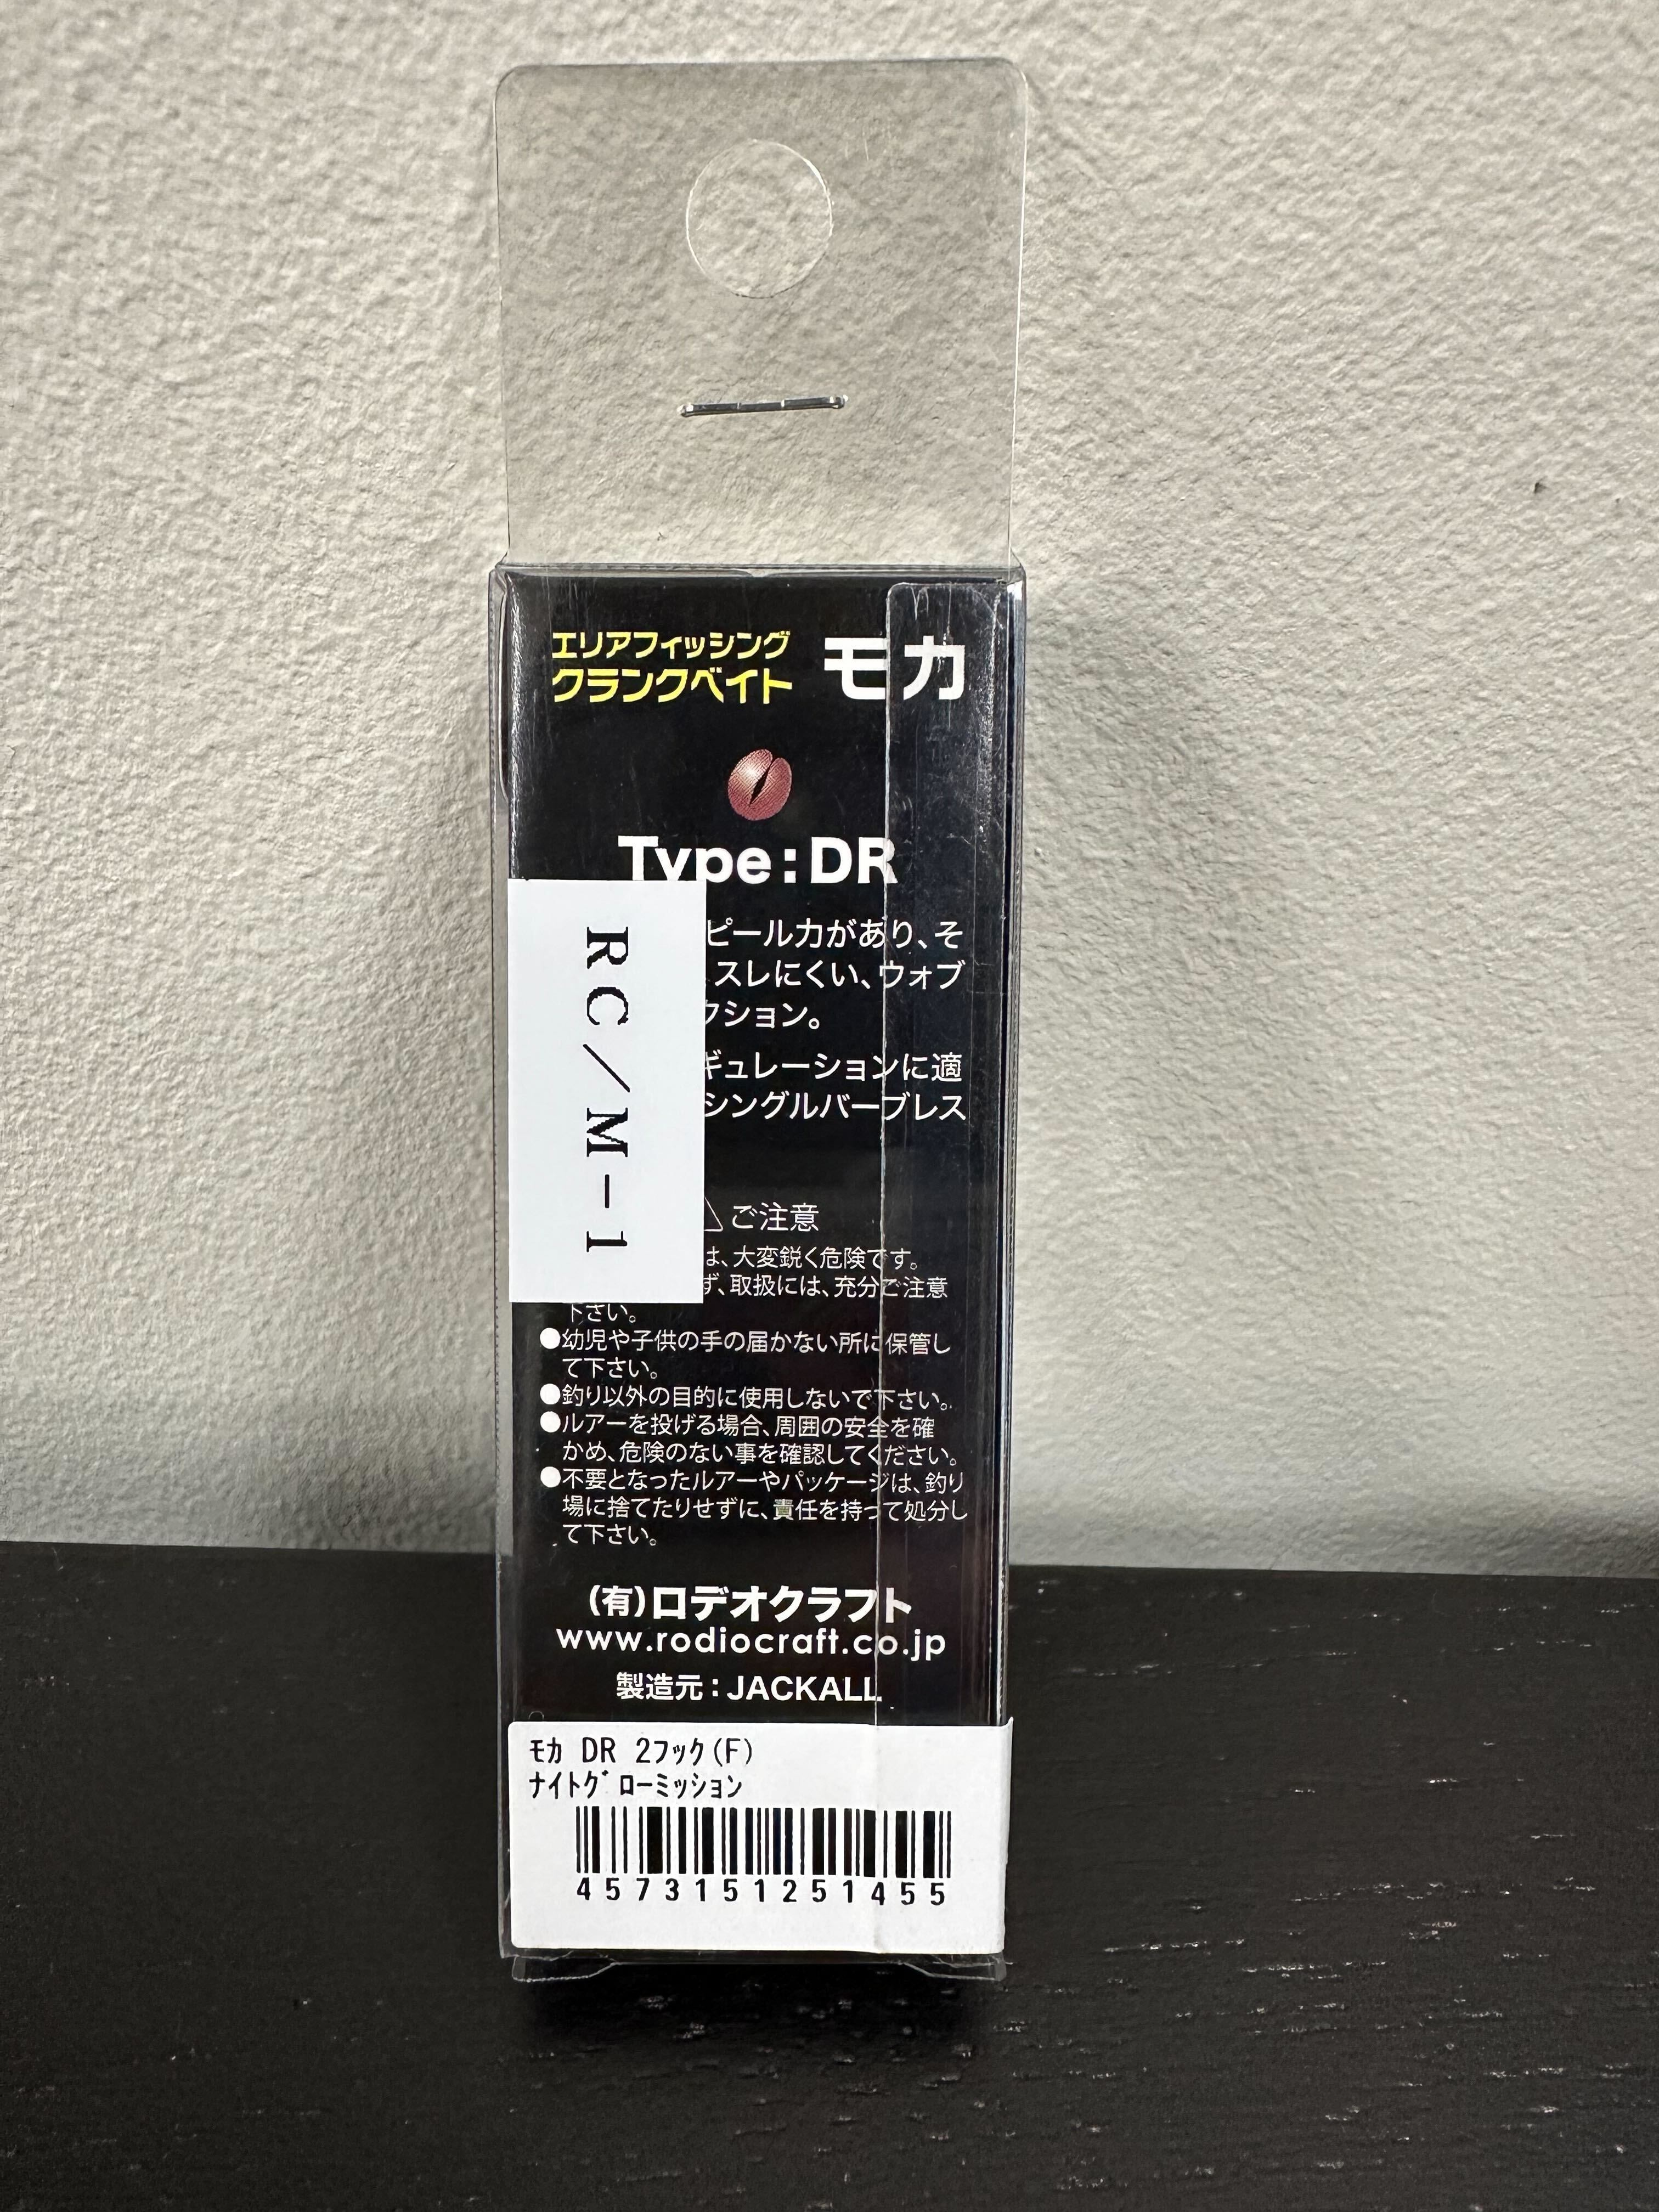 エリアフィッシング
クランクベイト
モカ
Type:DR
ピール力があり、そ
スレにくい、ウォブ
クション。
ギュレーションに適
シングルバーブレス
RC/M-1
ご注意
は、大変鋭く危険です。
ず、取扱には、充分ご注意
下さい。
●幼児や子供の手の届かない所に保管し
て下さい。
●釣り以外の目的に使用しないで下さい。
●ルアーを投げる場合、周囲の安全を確
かめ、危険のない事を確認してください。
●不要となったルアーやパッケージは、釣り
場に捨てたりせずに、責任を持って処分し
て下さい。
(有)ロデオクラフト
www.rodiocraft.co.jp
製造元:JACKALL
モカ DR 2フック(F)
ナイトグローミッション
4573151251455